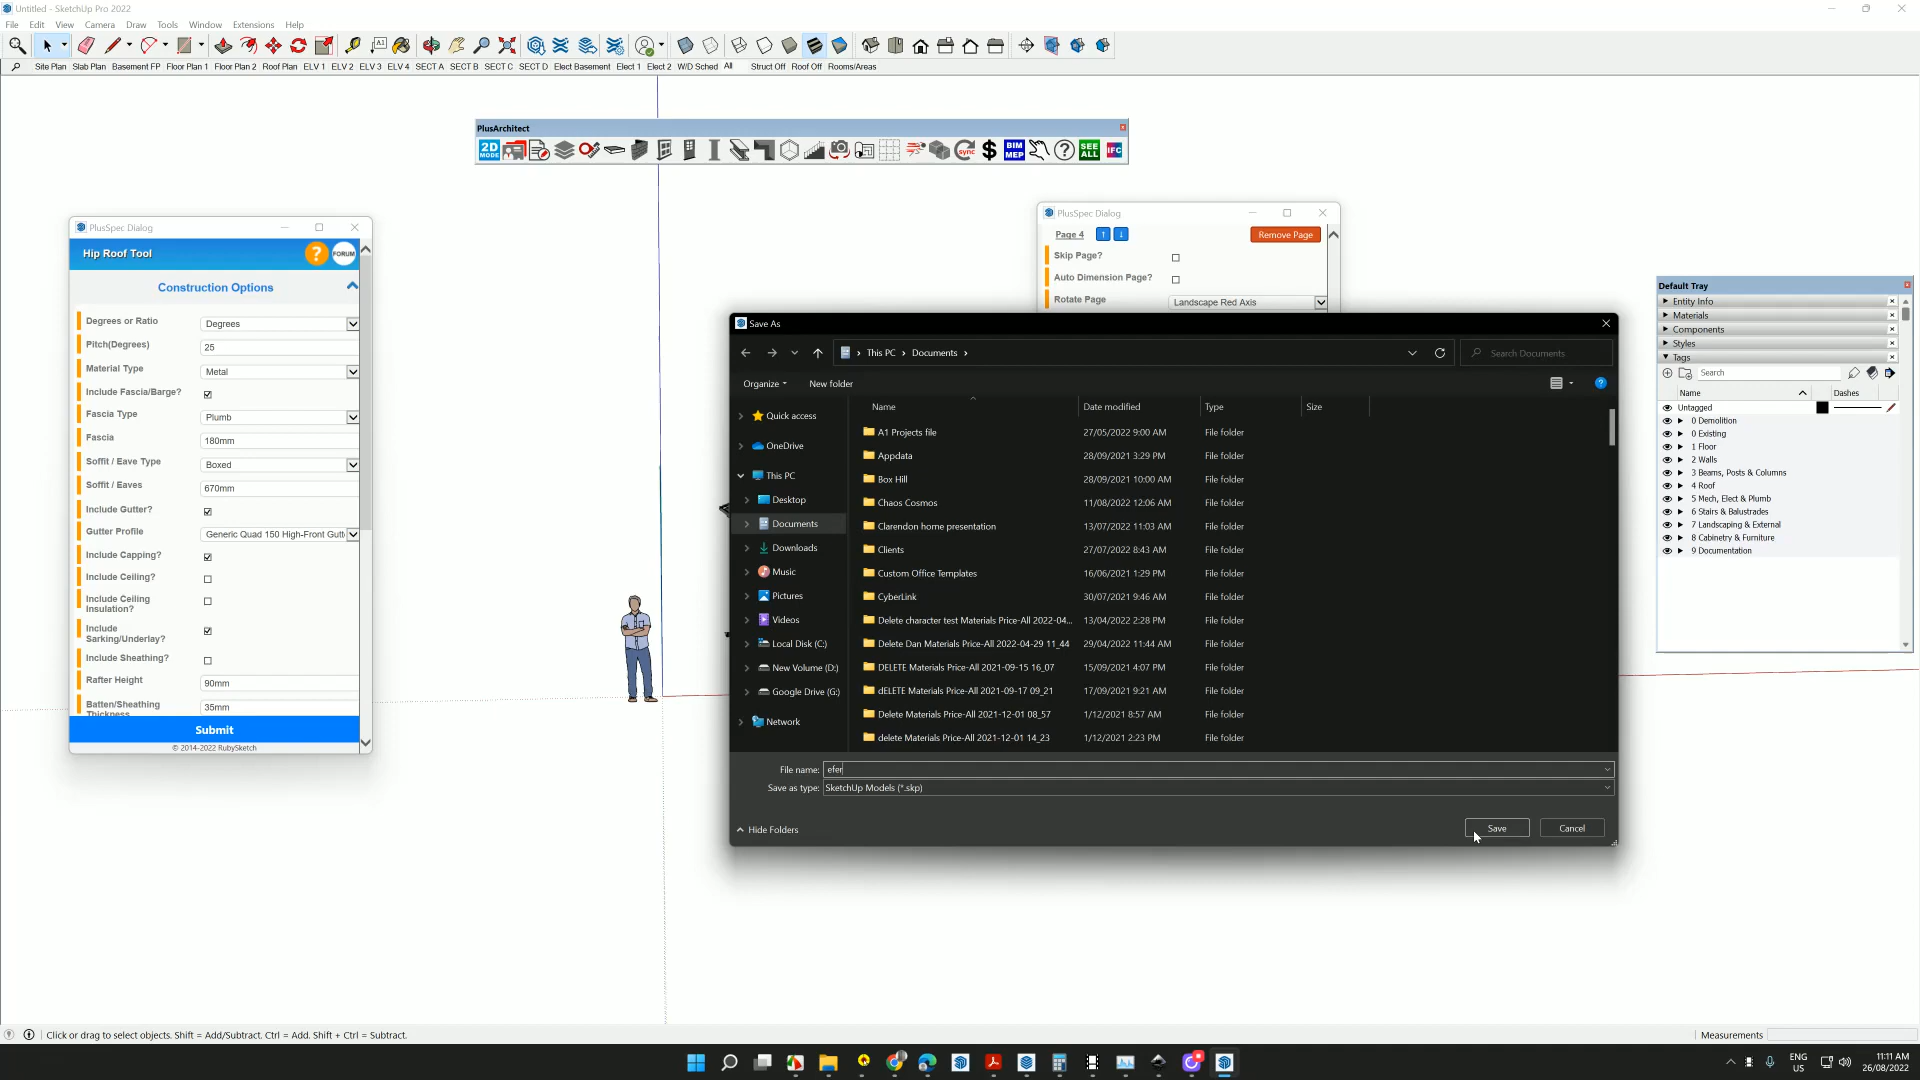 Untitled - SketchUp Pro 2022
File Edit View Camera Draw Tools Window Extensions Help
Site Plan Slab Plan Basement FP Floor Plan 1 Floor Plan 2 Roof Plan ELV 1 ELV 2 ELV 3 ELV 4 SECT A SECT B SECT C SECT D Elect Basement Elect 1 Elect 2 W/D Sched All Struct Off Roof Off Rooms/Areas
PlusArchitect
2D MODE
sync
BIM MEP
SEE ALL
IFC
PlusSpec Dialog
Hip Roof Tool
FORUM
Construction Options
Degrees or Ratio Degrees
Pitch(Degrees) 25
Material Type Metal
Include Fascia/Barge?
Fascia Type Plumb
Fascia 180mm
Soffit / Eave Type Boxed
Soffit / Eaves 670mm
Include Gutter?
Gutter Profile Generic Quad 150 High-Front Gutt
Include Capping?
Include Ceiling?
Include Ceiling
Insulation?
Include
Sarking/Underlay?
Include Sheathing?
Rafter Height 90mm
Batten/Sheathing 35mm
Thickness
Submit
© 2014-2022 RubySketch
PlusSpec Dialog
Page 4 Remove Page
Skip Page?
Auto Dimension Page?
Rotate Page Landscape Red Axis
Save As
This PC Documents
Search Documents
Organize New folder
Quick access
OneDrive
This PC
Desktop
Documents
Downloads
Music
Pictures
Videos
Local Disk (C:)
New Volume (D:)
Google Drive (G:)
Network
Name Date modified Type Size
A1 Projects file 27/05/2022 9:00 AM File folder
Appdata 28/09/2021 3:29 PM File folder
Box Hill 28/09/2021 10:00 AM File folder
Chaos Cosmos 11/08/2022 12:06 AM File folder
Clarendon home presentation 13/07/2022 11:03 AM File folder
Clients 27/07/2022 8:43 AM File folder
Custom Office Templates 16/06/2021 1:29 PM File folder
CyberLink 30/07/2021 9:46 AM File folder
Delete character test Materials Price-All 2022-04... 13/04/2022 2:28 PM File folder
Delete Dan Materials Price-All 2022-04-29 11_44 29/04/2022 11:44 AM File folder
DELETE Materials Price-All 2021-09-15 16_07 15/09/2021 4:07 PM File folder
dELETE Materials Price-All 2021-09-17 09_21 17/09/2021 9:21 AM File folder
Delete Materials Price-All 2021-12-01 08_57 1/12/2021 8:57 AM File folder
delete Materials Price-All 2021-12-01 14_23 1/12/2021 2:23 PM File folder
File name: efer
Save as type: SketchUp Models (*.skp)
Hide Folders
Save Cancel
Default Tray
Entity Info
Materials
Components
Styles
Tags
Search
Name Dashes
Untagged
0 Demolition
0 Existing
1 Floor
2 Walls
3 Beams, Posts & Columns
4 Roof
5 Mech, Elect & Plumb
6 Stairs & Balustrades
7 Landscaping & External
8 Cabinetry & Furniture
9 Documentation
Click or drag to select objects. Shift = Add/Subtract. Ctrl = Add. Shift + Ctrl = Subtract.
Measurements
ENG
US
11:11 AM
26/08/2022